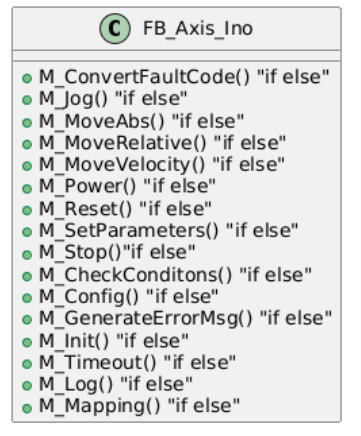 C FB_Axis_Ino
M_ConvertFaultCode() "if else"
M_Jog() "if else"
M_MoveAbs() "if else"
M_MoveRelative() "if else"
M_MoveVelocity() "if else"
M_Power() "if else"
M_Reset() "if else"
M_SetParameters() "if else"
M_Stop()"if else"
M_CheckConditons() "if else"
M_Config() "if else"
M_GenerateErrorMsg() "if else"
M_Init() "if else"
M_Timeout() "if else"
M_Log() "if else"
M_Mapping() "if else"